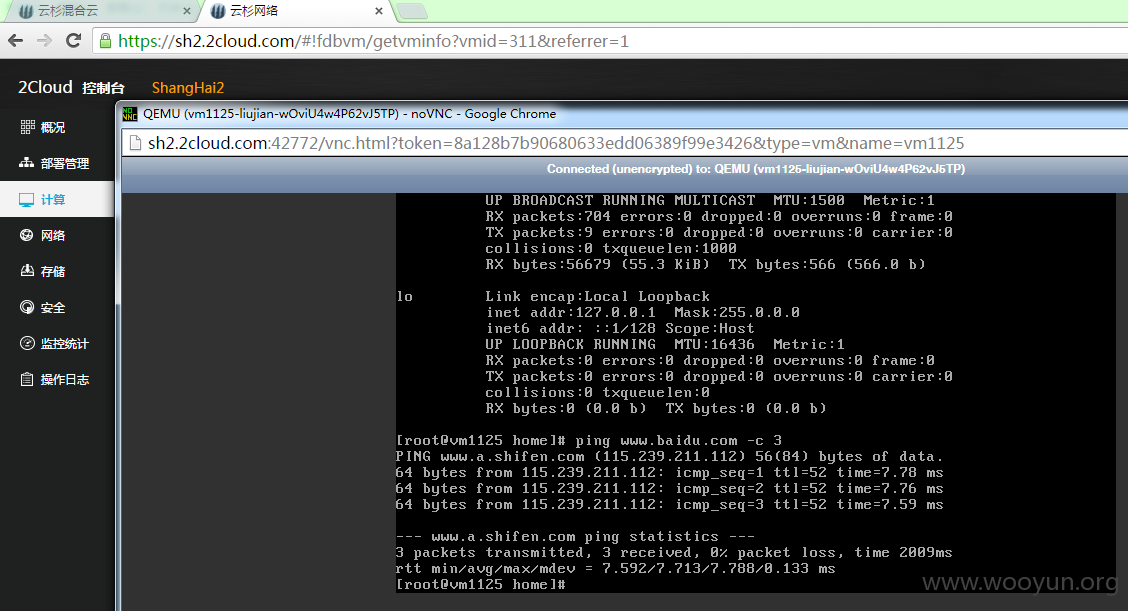 云杉混合云
云杉网络
https://sh2.2cloud.com/#!fdbvm/getvminfo?vmid=311&referrer=1
2Cloud 控制台 ShangHai2
QEMU (vm1125-liujian-wOviU4w4P62vJ5TP) - noVNC - Google Chrome
sh2.2cloud.com:42772/vnc.html?token=8a128b7b90680633edd06389f99e3426&type=vm&name=vm1125
Connected (unencrypted) to: QEMU (vm1125-liujian-wOviU4w4P62vJ5TP)
概况
部署管理
计算
网络
存储
安全
监控统计
操作日志
UP BROADCAST RUNNING MULTICAST  MTU:1500  Metric:1
RX packets:704 errors:0 dropped:0 overruns:0 frame:0
TX packets:9 errors:0 dropped:0 overruns:0 carrier:0
collisions:0 txqueuelen:1000
RX bytes:56679 (55.3 KiB)  TX bytes:566 (566.0 b)
lo        Link encap:Local Loopback
inet addr:127.0.0.1  Mask:255.0.0.0
inet6 addr: ::1/128 Scope:Host
UP LOOPBACK RUNNING  MTU:16436  Metric:1
RX packets:0 errors:0 dropped:0 overruns:0 frame:0
TX packets:0 errors:0 dropped:0 overruns:0 carrier:0
collisions:0 txqueuelen:0
RX bytes:0 (0.0 b)  TX bytes:0 (0.0 b)
[root@vm1125 home]# ping www.baidu.com -c 3
PING www.a.shifen.com (115.239.211.112) 56(84) bytes of data.
64 bytes from 115.239.211.112: icmp_seq=1 ttl=52 time=7.78 ms
64 bytes from 115.239.211.112: icmp_seq=2 ttl=52 time=7.76 ms
64 bytes from 115.239.211.112: icmp_seq=3 ttl=52 time=7.59 ms
--- www.a.shifen.com ping statistics ---
3 packets transmitted, 3 received, 0% packet loss, time 2009ms
rtt min/avg/max/mdev = 7.592/7.713/7.788/0.133 ms
[root@vm1125 home]#
www.wooyun.org